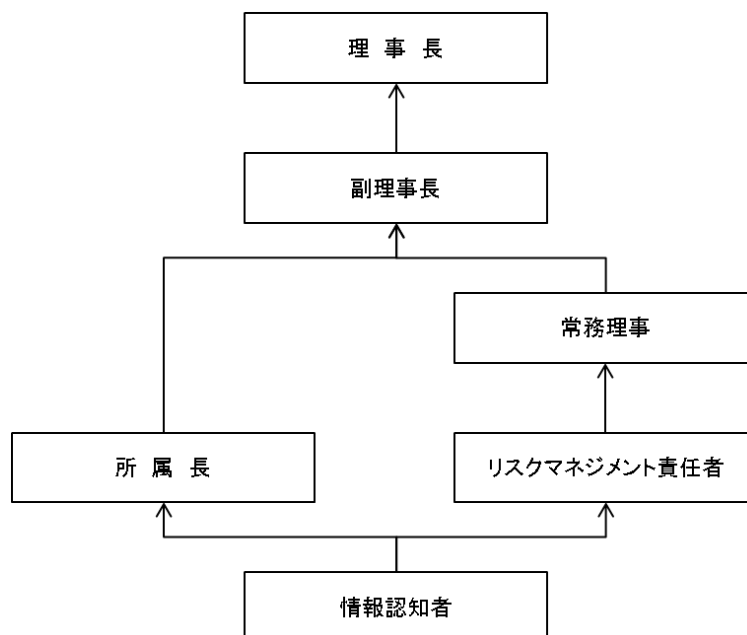 理 事 長
副理事長
常務理事
所 属 長
リスクマネジメント責任者
情報認知者